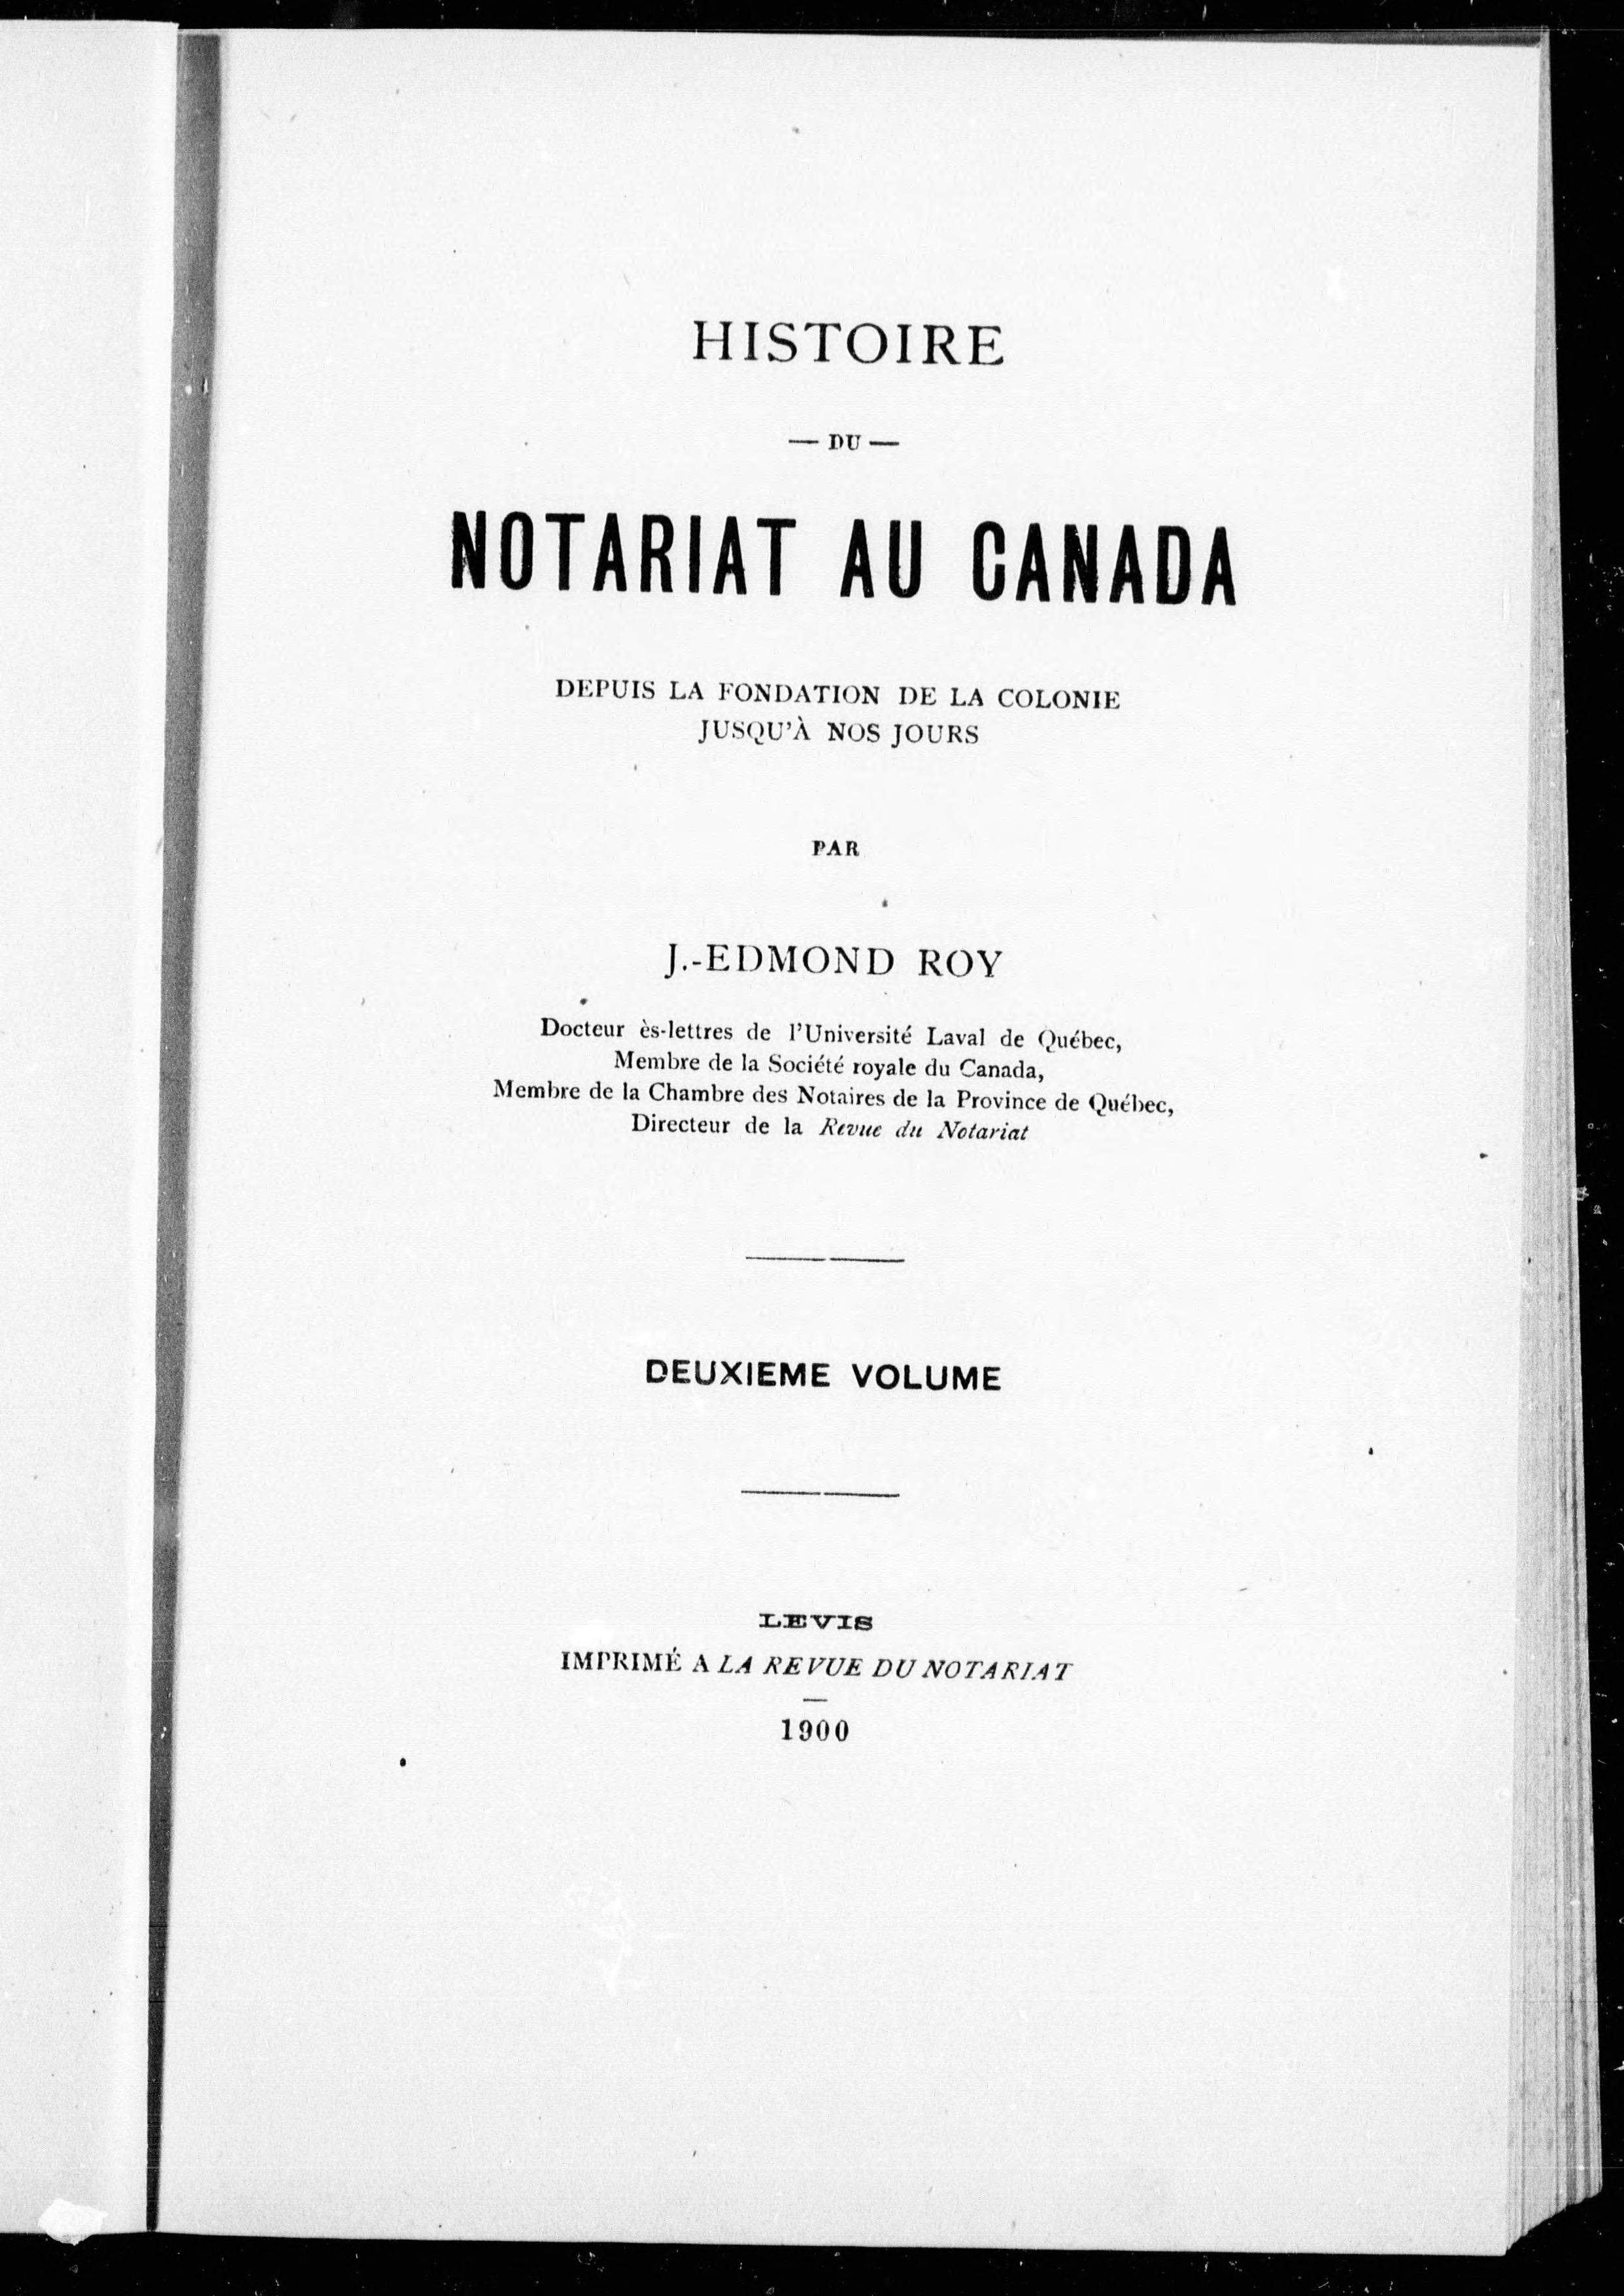 HISTOIRE
— DU —
NOTARIAT AU CANADA
DEPUIS LA FONDATION DE LA COLONIE
JUSQU'À NOS JOURS
PAR
J.-EDMOND ROY
Docteur ès-lettres de l'Université Laval de Québec,
Membre de la Société royale du Canada,
Membre de la Chambre des Notaires de la Province de Québec,
Directeur de la Revue du Notariat
DEUXIEME VOLUME
LEVIS
IMPRIMÉ A LA REVUE DU NOTARIAT
1900